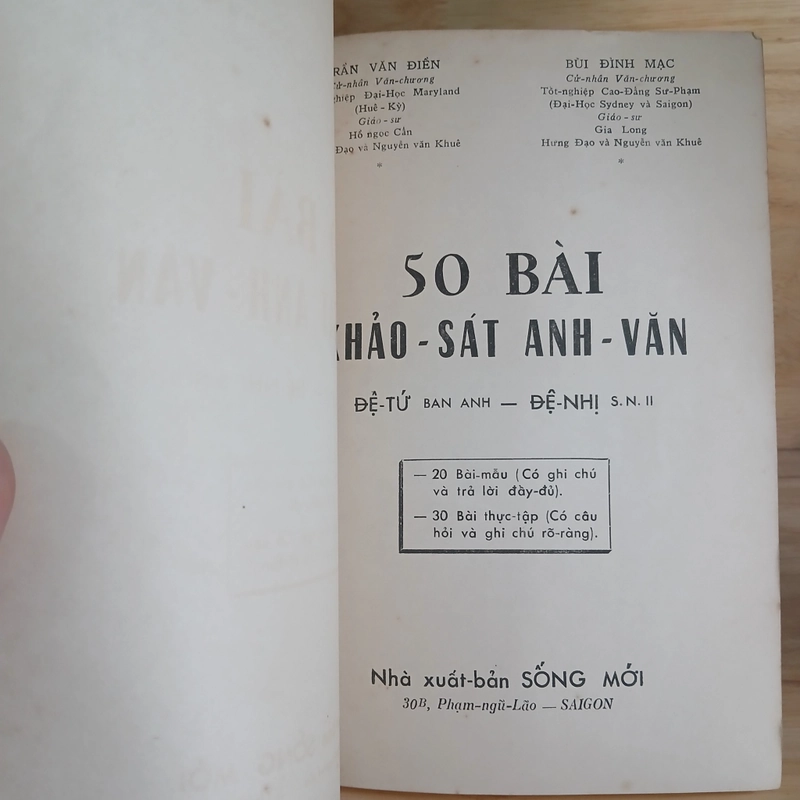 TRẦN VĂN ĐIỀN
Cử-nhân Văn-chương
nghiệp Đại-Học Maryland
(Huê-Kỳ)
Giáo-sư
Hồ ngọc Cẩn
Đạo và Nguyễn văn Khuê
*
BÙI ĐÌNH MẠC
Cử-nhân Văn-chương
Tốt-nghiệp Cao-Đẳng Sư-Phạm
(Đại-Học Sydney và Saigon)
Giáo-sư
Gia Long
Hưng Đạo và Nguyễn văn Khuê
*
50 BÀI
KHẢO-SÁT ANH-VĂN
ĐỆ-TỨ BAN ANH — ĐỆ-NHỊ S.N. II
— 20 Bài-mẫu (Có ghi chú
và trả lời đầy-đủ).
— 30 Bài thực-tập (Có câu
hỏi và ghi chú rõ-ràng).
Nhà xuất-bản SỐNG MỚI
30B, Phạm-ngũ-Lão — SAIGON